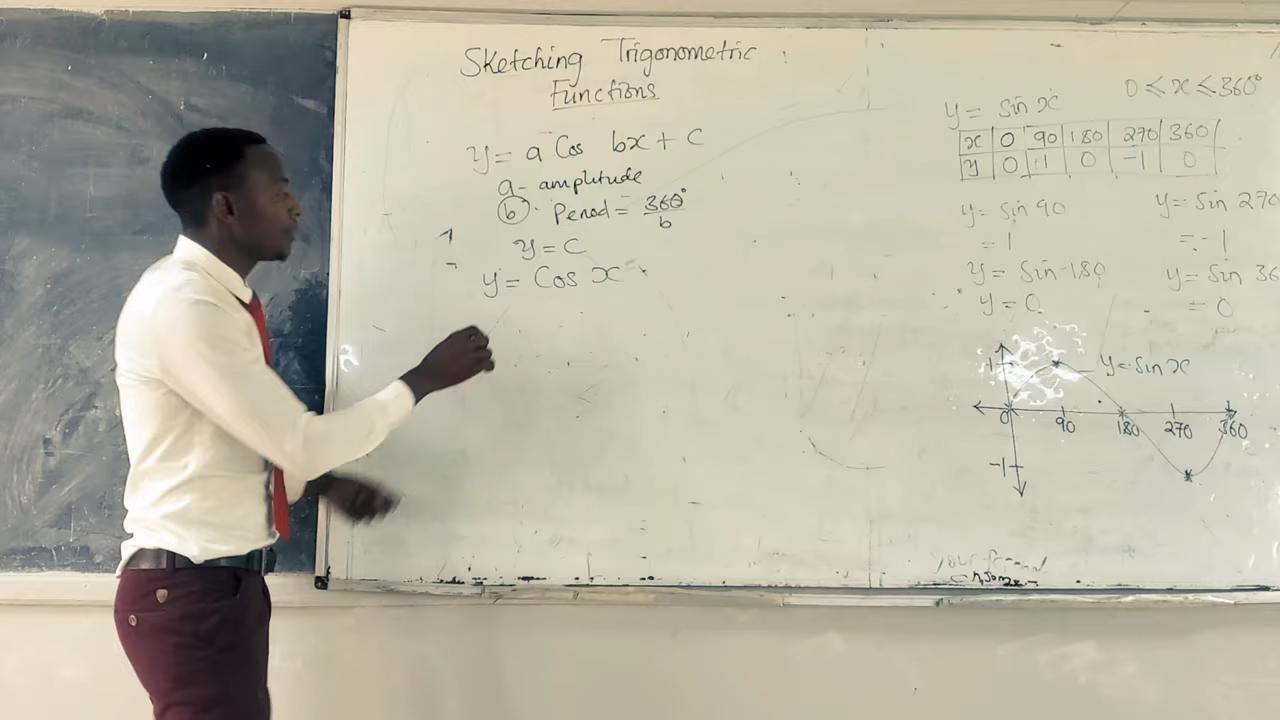 Sketching Trigonometric
Functions
y = a Cos bx + c
a - amplitude
b · Period = 360° / b
y = c
y = Cos x
0 ≤ x ≤ 360°
y = Sin x
x 0 90 180 270 360
y 0 1 0 -1 0
y = Sin 90
= 1
y = Sin 180
y = 0
y = Sin 270
= -1
y = Sin 36
= 0
1
y = Sin x
0 90 180 270 360
-1